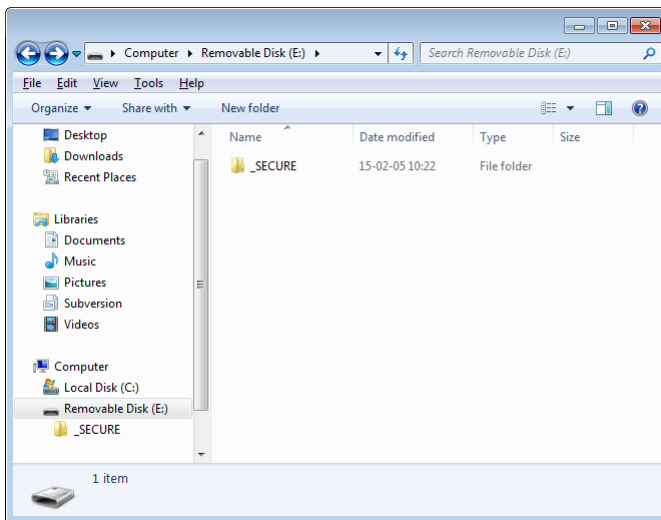 Computer Removable Disk (E:) Search Removable Disk (E:)
File Edit View Tools Help
Organize Share with New folder
Desktop
Downloads
Recent Places
Libraries
Documents
Music
Pictures
Subversion
Videos
Computer
Local Disk (C:)
Removable Disk (E:)
_SECURE
Name Date modified Type Size
_SECURE 15-02-05 10:22 File folder
1 item